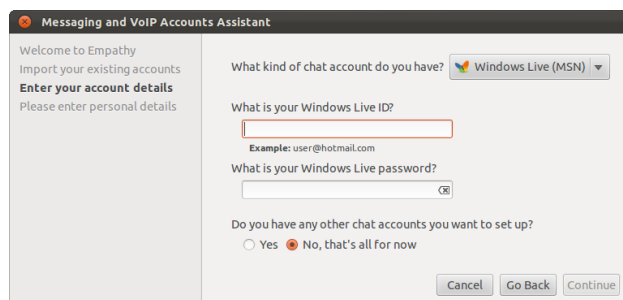 Messaging and VoIP Accounts Assistant
Welcome to Empathy
Import your existing accounts
Enter your account details
Please enter personal details
What kind of chat account do you have? Windows Live (MSN)
What is your Windows Live ID?
Example: user@hotmail.com
What is your Windows Live password?
Do you have any other chat accounts you want to set up?
Yes No, that's all for now
Cancel Go Back Continue